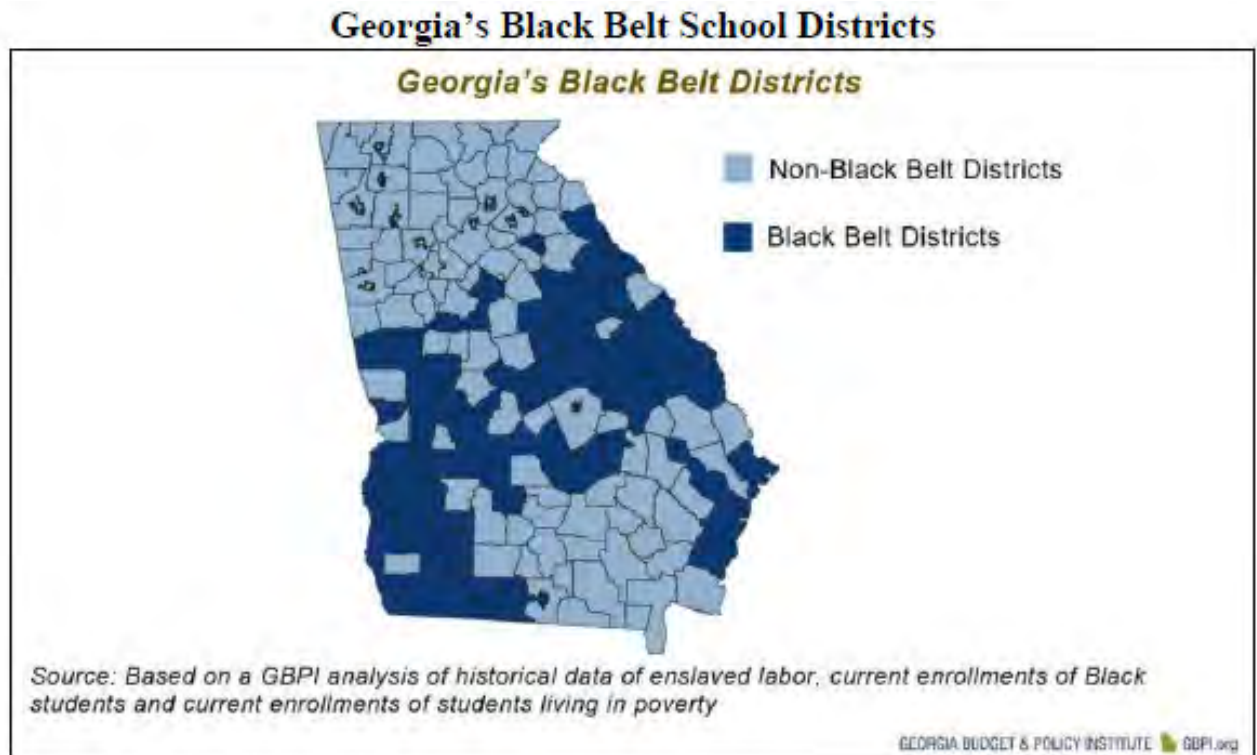 Georgia’s Black Belt School Districts
Georgia's Black Belt Districts
Non-Black Belt Districts
Black Belt Districts
Source: Based on a GBPI analysis of historical data of enslaved labor, current enrollments of Black
students and current enrollments of students living in poverty
GEORGIA BUDGET & POLICY INSTITUTE GBPI.org